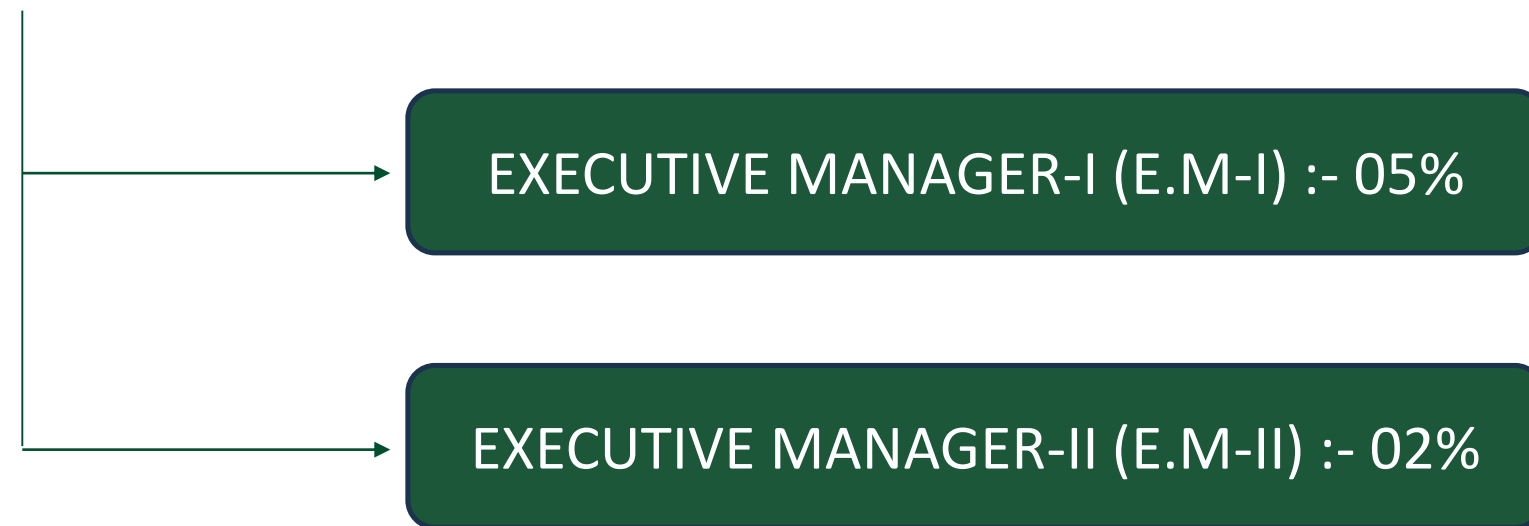 EXECUTIVE MANAGER-I (E.M-I) :- 05%
EXECUTIVE MANAGER-II (E.M-II) :- 02%